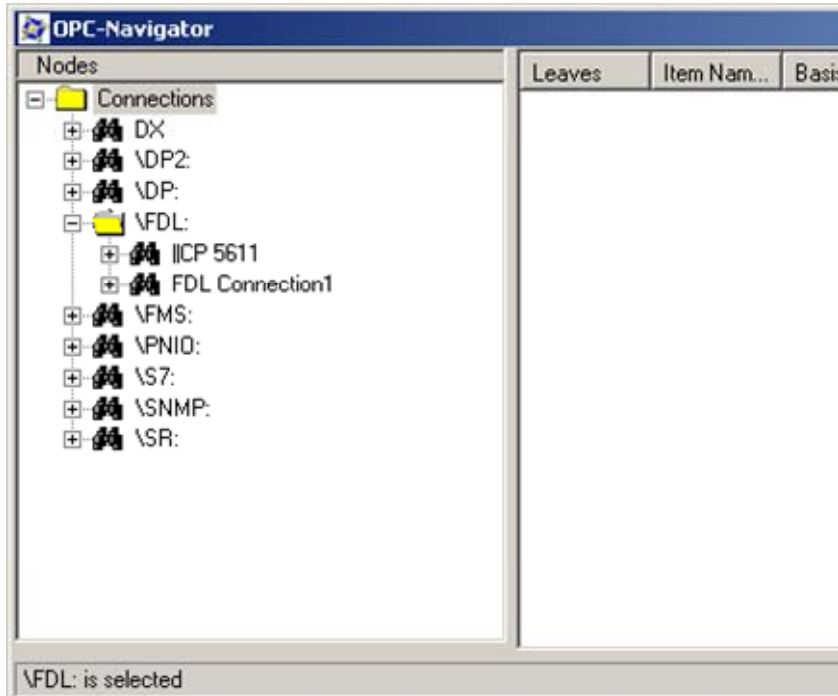 OPC-Navigator
Nodes
Leaves
Item Nam...
Basis
Connections
DX
\DP2:
\DP:
\FDL:
||CP 5611
FDL Connection1
\FMS:
\PNIO:
\S7:
\SNMP:
\SR:
\FDL: is selected